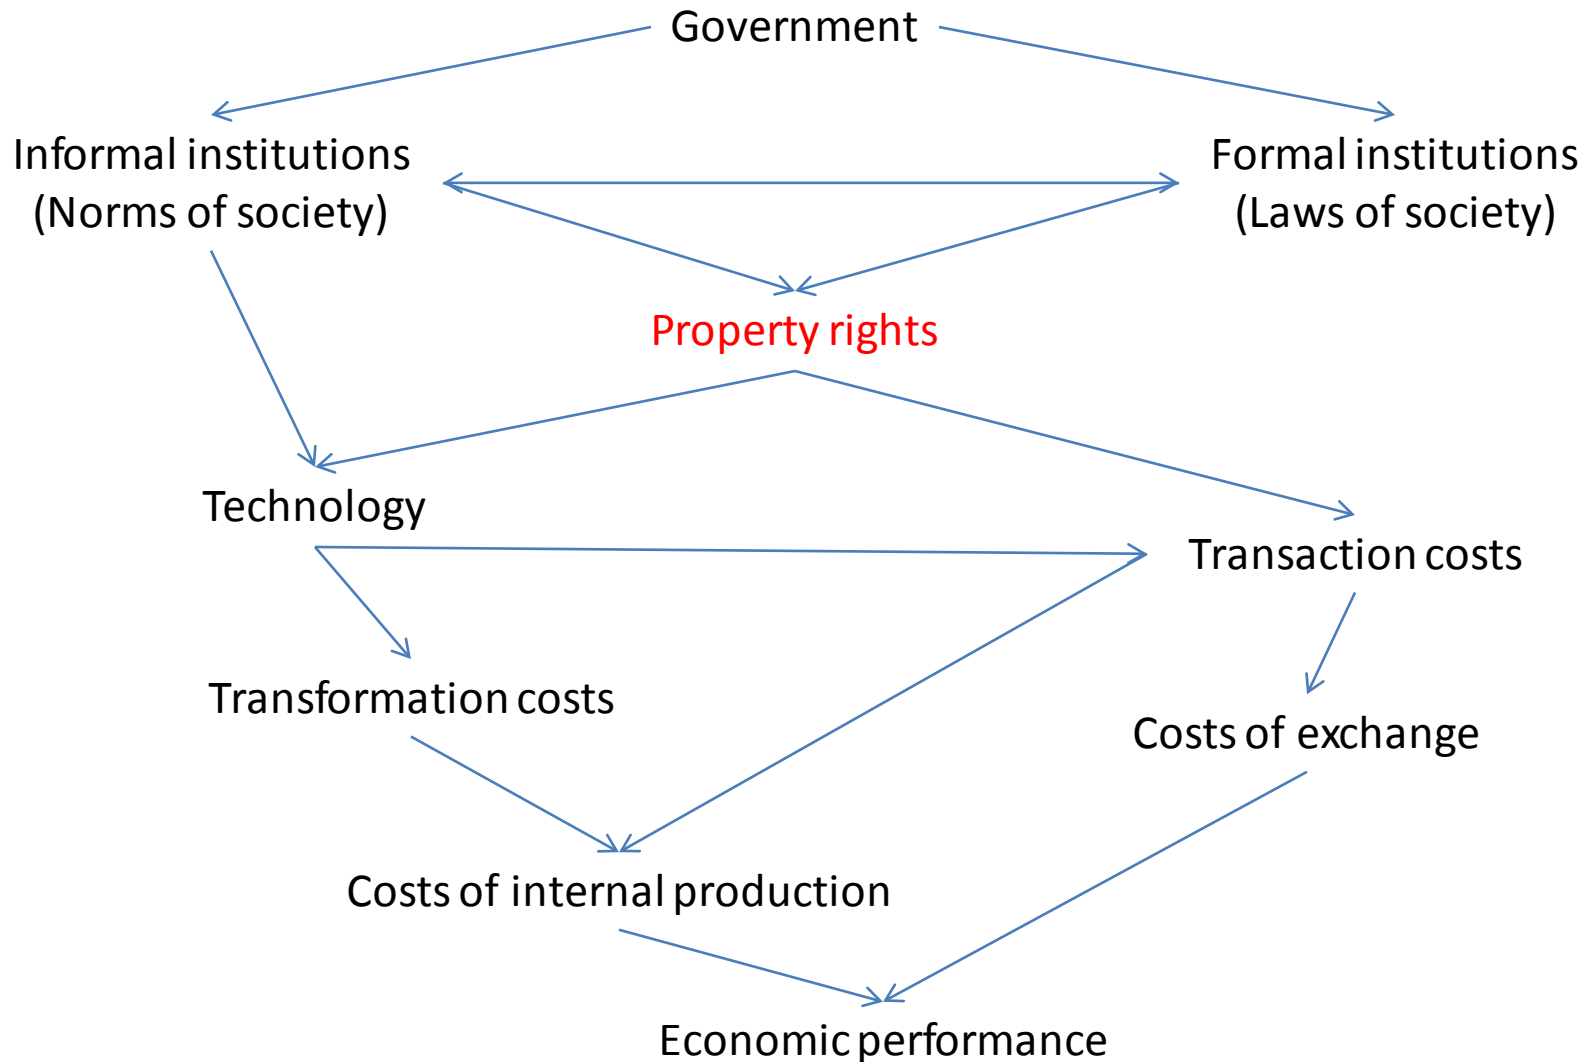 Government
Informal institutions
(Norms of society)
Formal institutions
(Laws of society)
Property rights
Technology
Transaction costs
Transformation costs
Costs of exchange
Costs of internal production
Economic performance